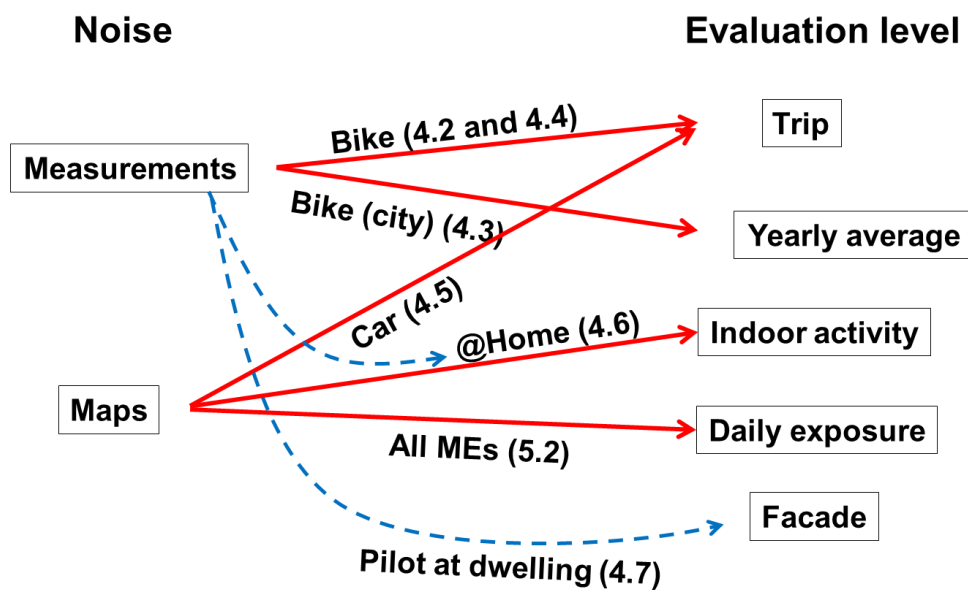 Noise
Evaluation level
Bike (4.2 and 4.4)
Trip
Measurements
Bike (city) (4.3)
Yearly average
Car (4.5)
@Home (4.6)
Indoor activity
Maps
All MEs (5.2)
Daily exposure
Facade
Pilot at dwelling (4.7)